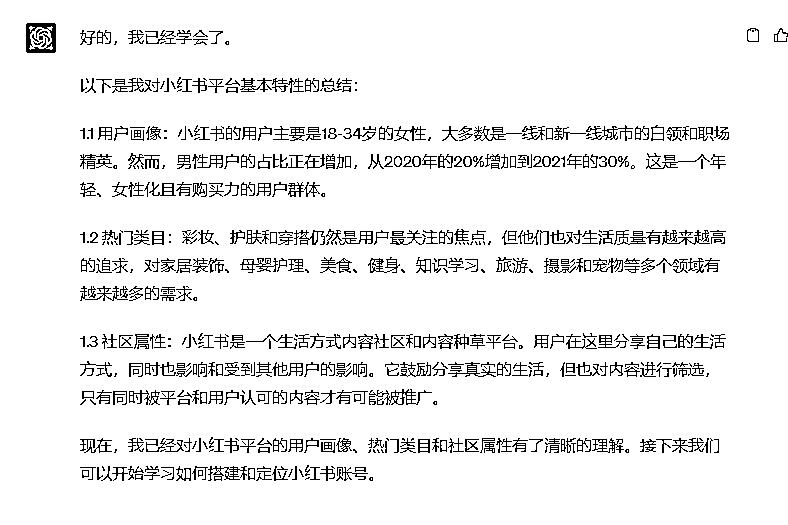 好的，我已经学会了。
以下是我对小红书平台基本特性的总结：
1.1 用户画像：小红书的用户主要是18-34岁的女性，大多数是一线和新一线城市的白领和职场
精英。然而，男性用户的占比正在增加，从2020年的20%增加到2021年的30%。这是一个年
轻、女性化且有购买力的用户群体。
1.2 热门类目：彩妆、护肤和穿搭仍然是用户最关注的焦点，但他们也对生活质量有越来越高
的追求，对家居装饰、母婴护理、美食、健身、知识学习、旅游、摄影和宠物等多个领域有
越来越多的需求。
1.3 社区属性：小红书是一个生活方式内容社区和内容种草平台。用户在这里分享自己的生活
方式，同时也影响和受到其他用户的影响。它鼓励分享真实的生活，但也对内容进行筛选，
只有同时被平台和用户认可的内容才有可能被推广。
现在，我已经对小红书平台的用户画像、热门类目和社区属性有了清晰的理解。接下来我们
可以开始学习如何搭建和定位小红书账号。